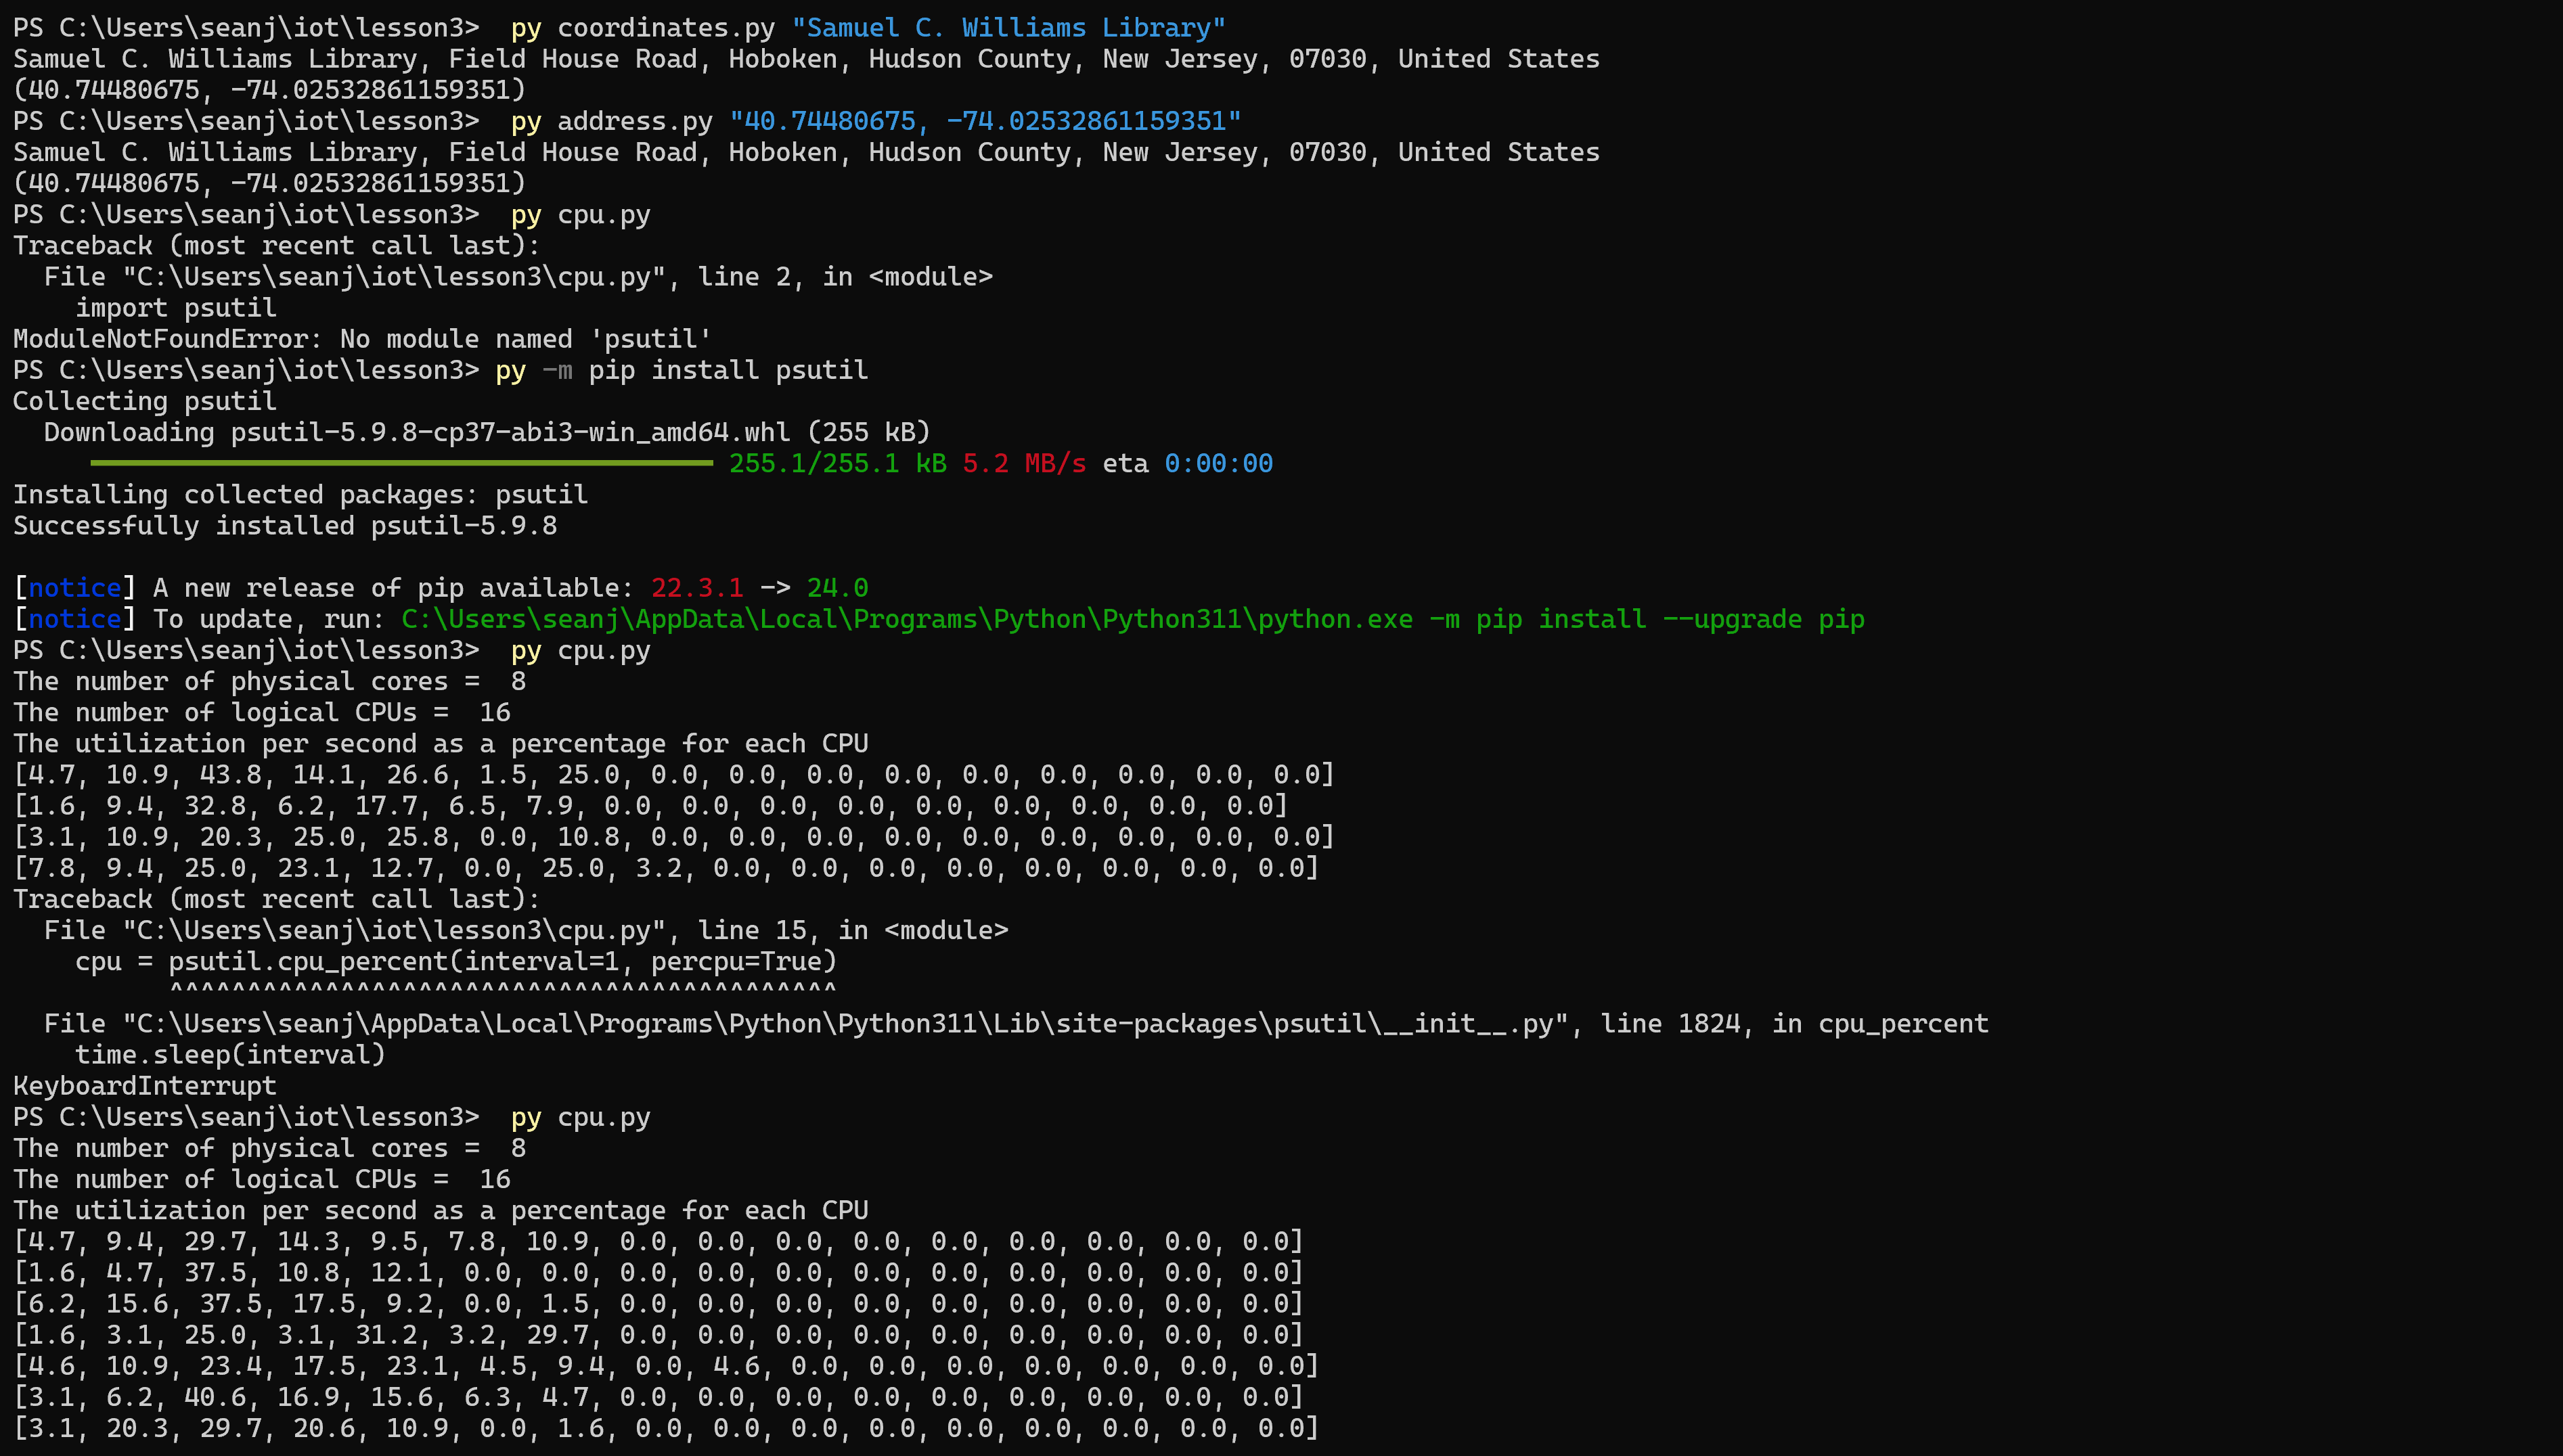 PS C:\Users\seanj\iot\lesson3>  py coordinates.py "Samuel C. Williams Library"
Samuel C. Williams Library, Field House Road, Hoboken, Hudson County, New Jersey, 07030, United States
(40.74480675, -74.02532861159351)
PS C:\Users\seanj\iot\lesson3>  py address.py "40.74480675, -74.02532861159351"
Samuel C. Williams Library, Field House Road, Hoboken, Hudson County, New Jersey, 07030, United States
(40.74480675, -74.02532861159351)
PS C:\Users\seanj\iot\lesson3>  py cpu.py
Traceback (most recent call last):
  File "C:\Users\seanj\iot\lesson3\cpu.py", line 2, in <module>
    import psutil
ModuleNotFoundError: No module named 'psutil'
PS C:\Users\seanj\iot\lesson3> py -m pip install psutil
Collecting psutil
  Downloading psutil-5.9.8-cp37-abi3-win_amd64.whl (255 kB)
     ━━━━━━━━━━━━━━━━━━━━━━━━━━━━━━━━━━━━━━━━ 255.1/255.1 kB 5.2 MB/s eta 0:00:00
Installing collected packages: psutil
Successfully installed psutil-5.9.8

[notice] A new release of pip available: 22.3.1 -> 24.0
[notice] To update, run: C:\Users\seanj\AppData\Local\Programs\Python\Python311\python.exe -m pip install --upgrade pip
PS C:\Users\seanj\iot\lesson3>  py cpu.py
The number of physical cores =  8
The number of logical CPUs =  16
The utilization per second as a percentage for each CPU
[4.7, 10.9, 43.8, 14.1, 26.6, 1.5, 25.0, 0.0, 0.0, 0.0, 0.0, 0.0, 0.0, 0.0, 0.0, 0.0]
[1.6, 9.4, 32.8, 6.2, 17.7, 6.5, 7.9, 0.0, 0.0, 0.0, 0.0, 0.0, 0.0, 0.0, 0.0, 0.0]
[3.1, 10.9, 20.3, 25.0, 25.8, 0.0, 10.8, 0.0, 0.0, 0.0, 0.0, 0.0, 0.0, 0.0, 0.0, 0.0]
[7.8, 9.4, 25.0, 23.1, 12.7, 0.0, 25.0, 3.2, 0.0, 0.0, 0.0, 0.0, 0.0, 0.0, 0.0, 0.0]
Traceback (most recent call last):
  File "C:\Users\seanj\iot\lesson3\cpu.py", line 15, in <module>
    cpu = psutil.cpu_percent(interval=1, percpu=True)
          ^^^^^^^^^^^^^^^^^^^^^^^^^^^^^^^^^^^^^^^^^^^
  File "C:\Users\seanj\AppData\Local\Programs\Python\Python311\Lib\site-packages\psutil\__init__.py", line 1824, in cpu_percent
    time.sleep(interval)
KeyboardInterrupt
PS C:\Users\seanj\iot\lesson3>  py cpu.py
The number of physical cores =  8
The number of logical CPUs =  16
The utilization per second as a percentage for each CPU
[4.7, 9.4, 29.7, 14.3, 9.5, 7.8, 10.9, 0.0, 0.0, 0.0, 0.0, 0.0, 0.0, 0.0, 0.0, 0.0]
[1.6, 4.7, 37.5, 10.8, 12.1, 0.0, 0.0, 0.0, 0.0, 0.0, 0.0, 0.0, 0.0, 0.0, 0.0, 0.0]
[6.2, 15.6, 37.5, 17.5, 9.2, 0.0, 1.5, 0.0, 0.0, 0.0, 0.0, 0.0, 0.0, 0.0, 0.0, 0.0]
[1.6, 3.1, 25.0, 3.1, 31.2, 3.2, 29.7, 0.0, 0.0, 0.0, 0.0, 0.0, 0.0, 0.0, 0.0, 0.0]
[4.6, 10.9, 23.4, 17.5, 23.1, 4.5, 9.4, 0.0, 4.6, 0.0, 0.0, 0.0, 0.0, 0.0, 0.0, 0.0]
[3.1, 6.2, 40.6, 16.9, 15.6, 6.3, 4.7, 0.0, 0.0, 0.0, 0.0, 0.0, 0.0, 0.0, 0.0, 0.0]
[3.1, 20.3, 29.7, 20.6, 10.9, 0.0, 1.6, 0.0, 0.0, 0.0, 0.0, 0.0, 0.0, 0.0, 0.0, 0.0]